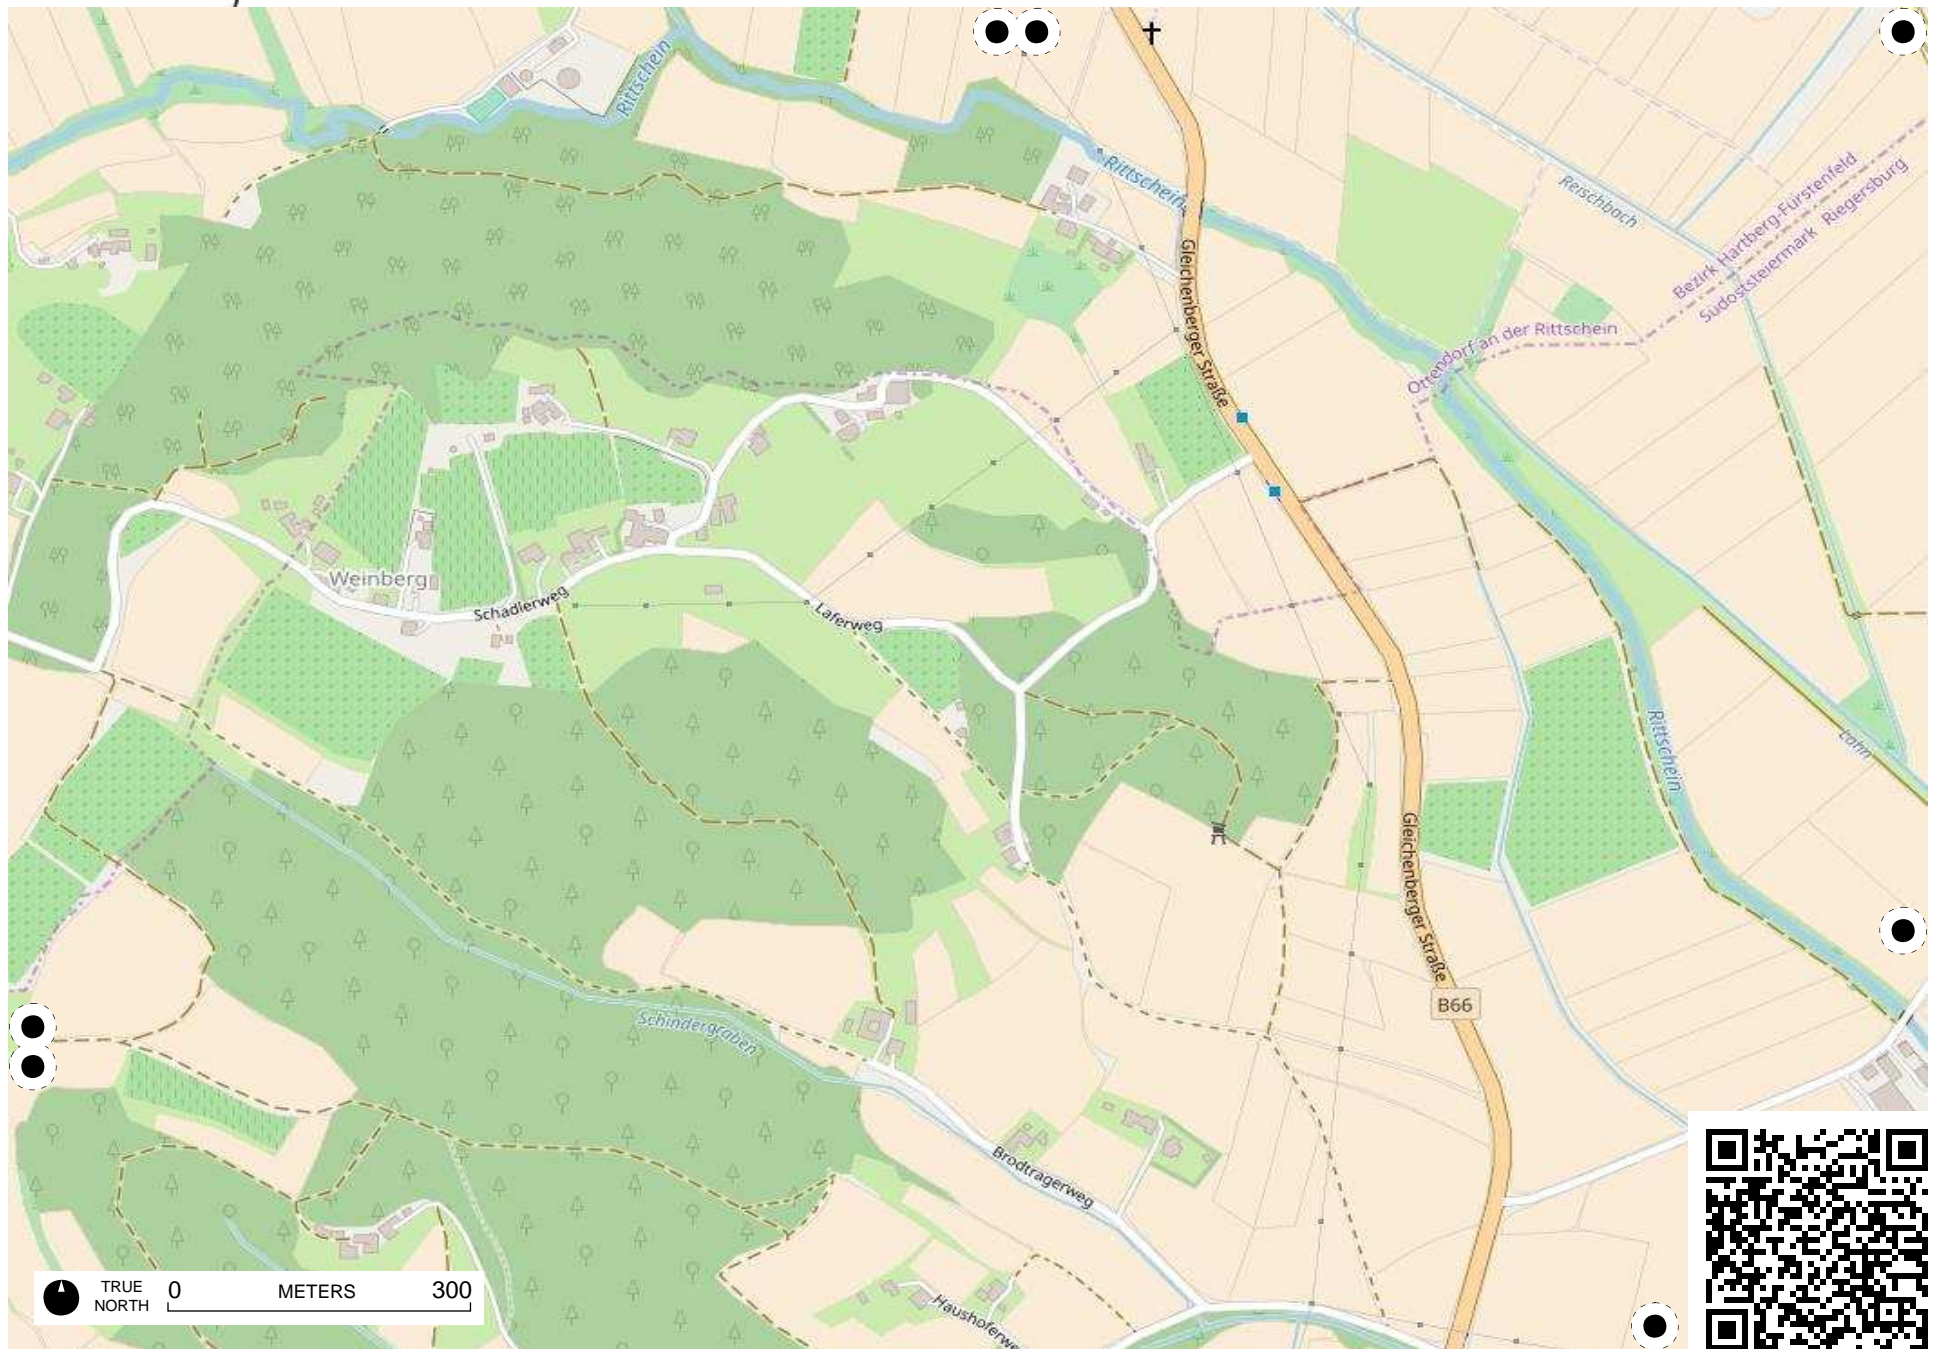 Rittschein
Rittschein
Reischbach
Bezirk Hartberg-Fürstenfeld
Südoststeiermark Riegersburg
Gleichenberger Straße
Ottendorf an der Rittschein
Weinberg
Schadlerweg
Laferweg
Rittschein
Lahn
Gleichenberger Straße
B66
Schindergraben
Brodtragerweg
Haushoferwe
TRUE
NORTH
0 METERS 300